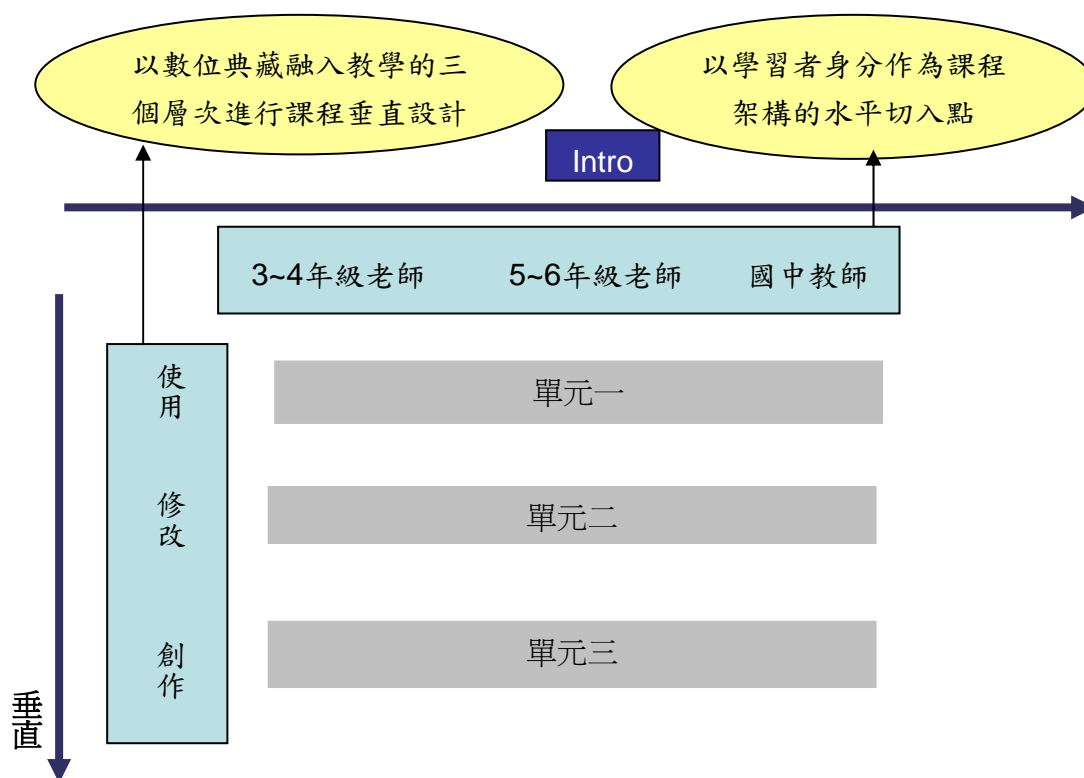 以數位典藏融入教學的三
個層次進行課程垂直設計
以學習者身分作為課程
架構的水平切入點
Intro
3~4年級老師 5~6年級老師 國中教師
使用
單元一
修改
單元二
創作
單元三
垂直